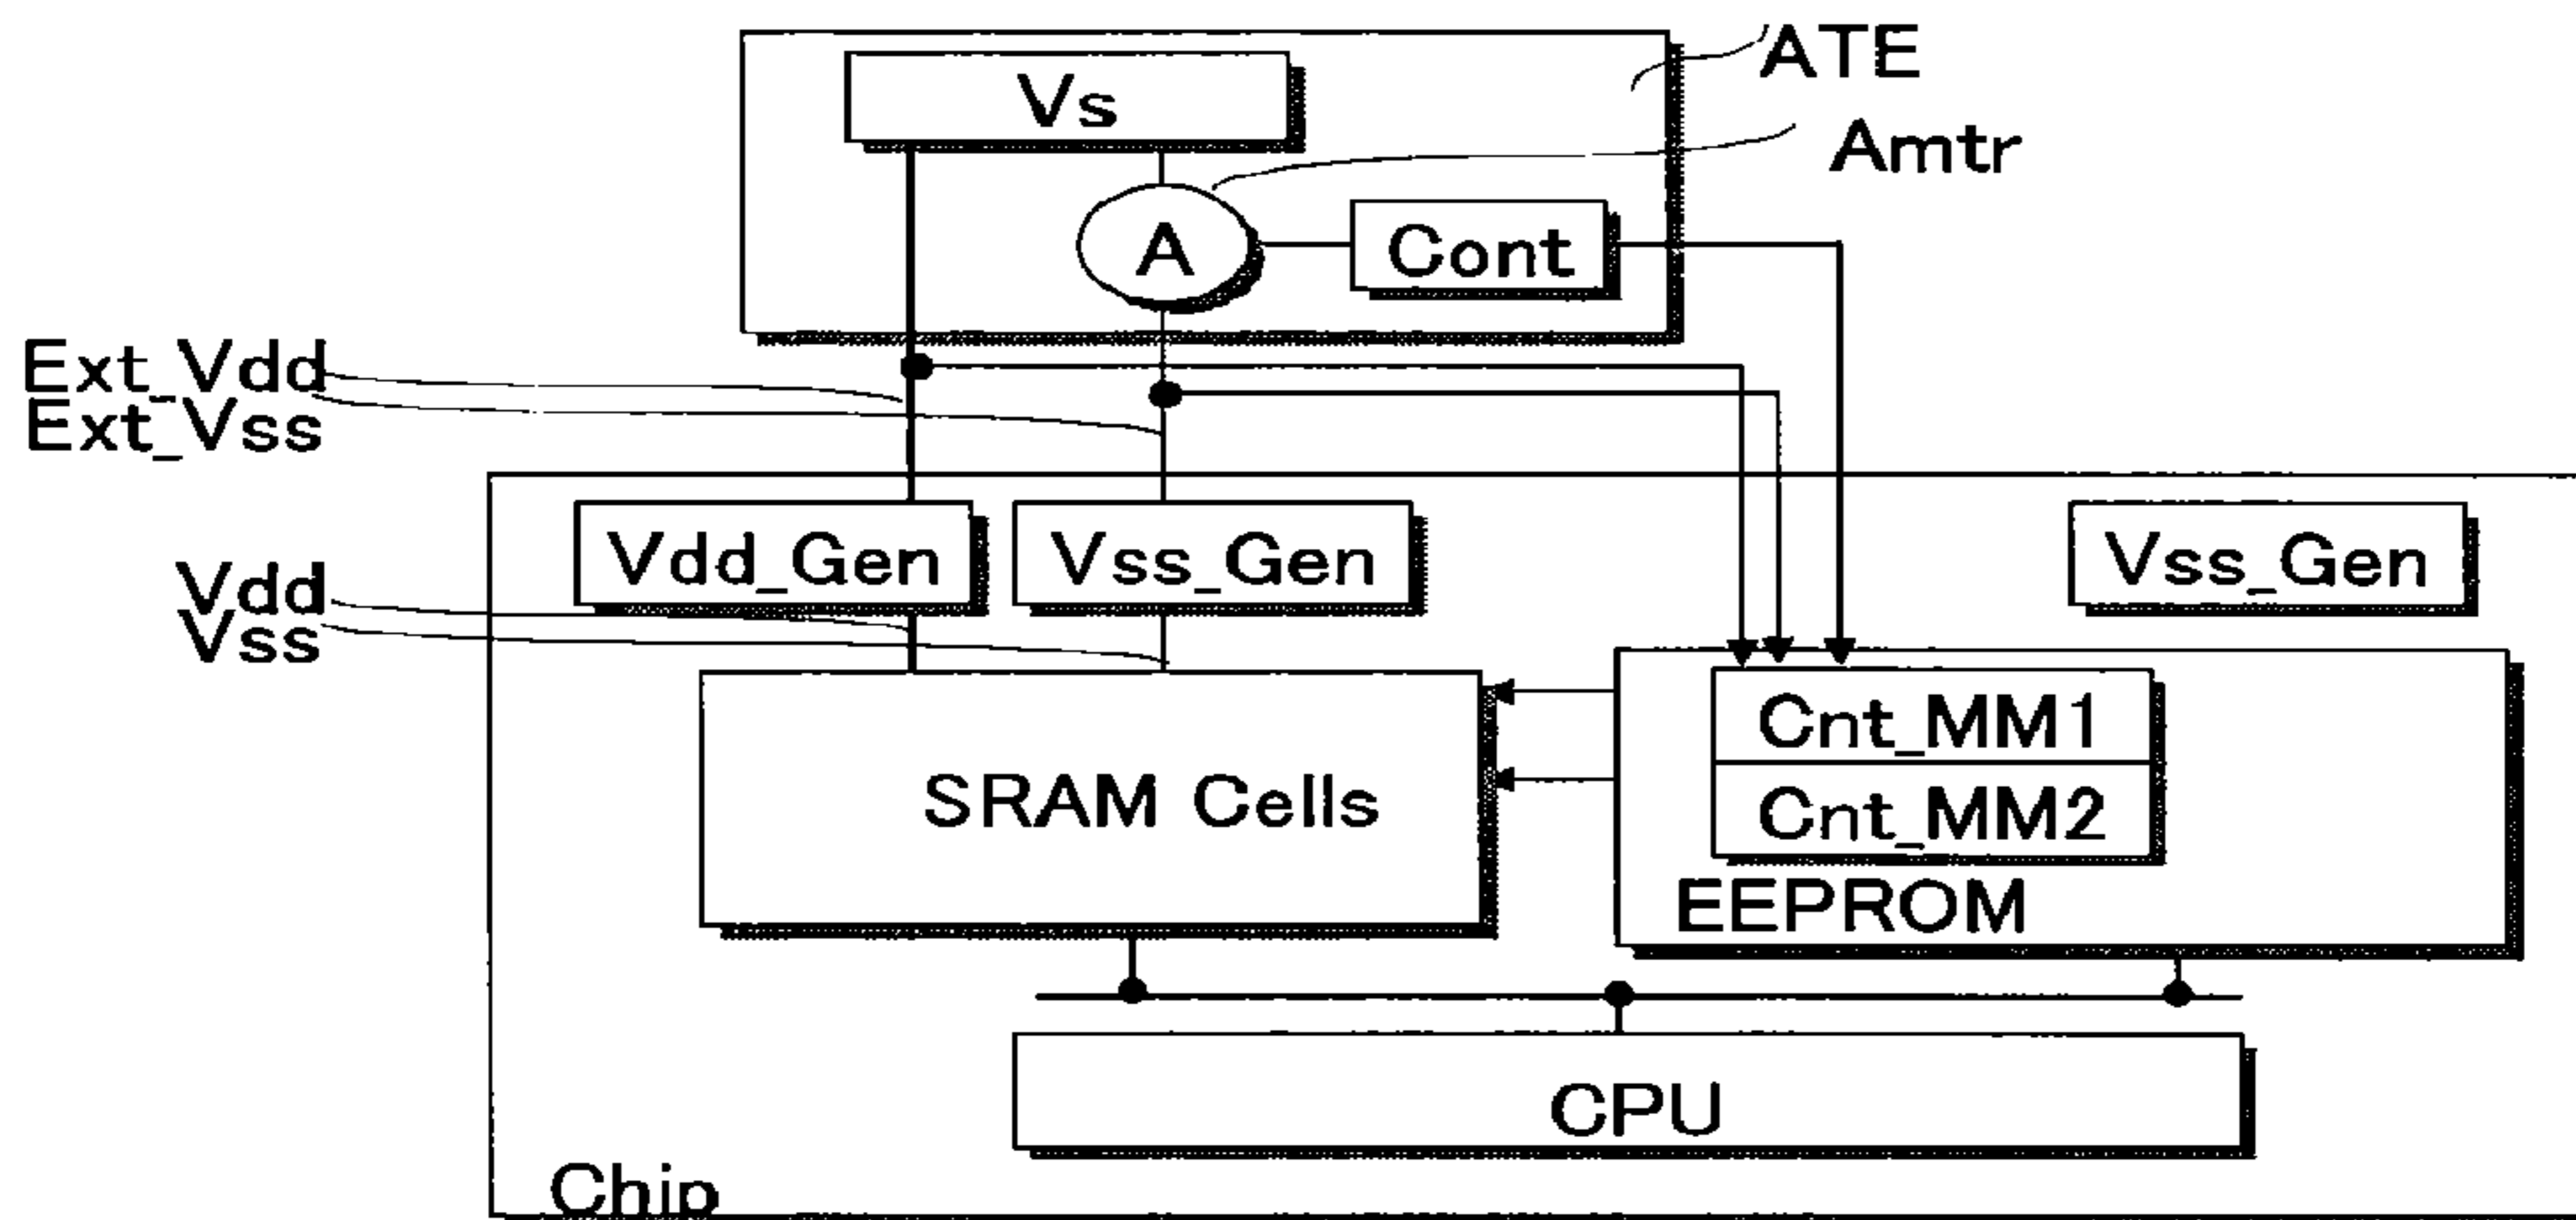 ATE
Vs
Amtr
A
Cont
Ext_Vdd
Ext_Vss
Vdd_Gen
Vss_Gen
Vss_Gen
Vdd
Vss
Cnt_MM1
SRAM Cells
Cnt_MM2
EEPROM
CPU
Chip